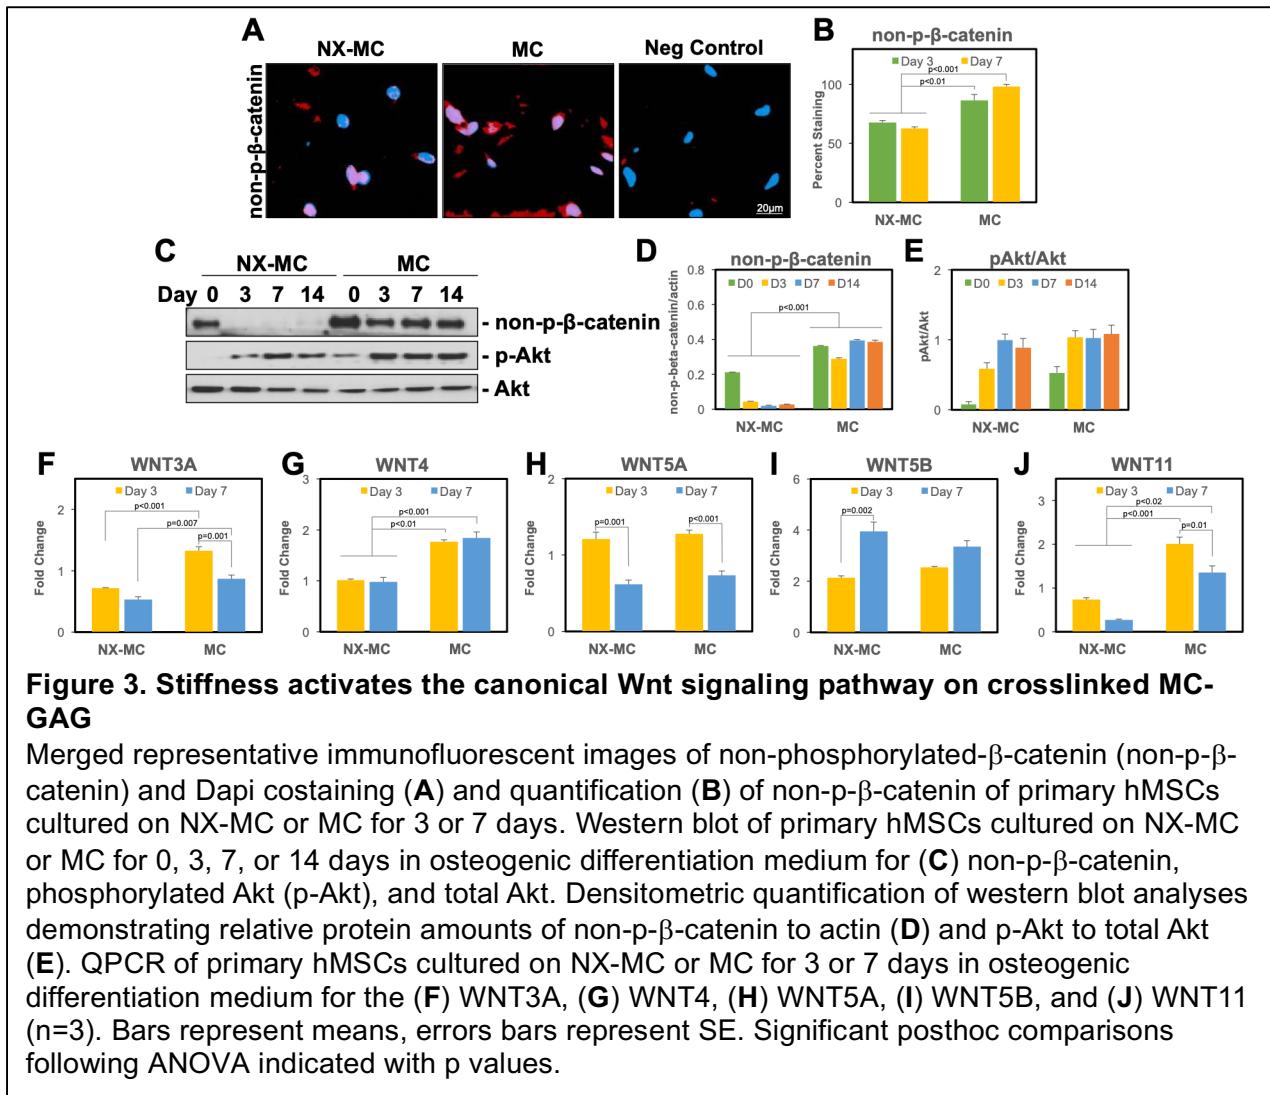 A
NX-MC
MC
Neg Control
non-p-β-catenin
20µm
B
non-p-β-catenin
Day 3
Day 7
p<0.001
p<0.01
100
50
0
Percent Staining
NX-MC
MC
C
NX-MC
MC
Day 0 3 7 14 0 3 7 14
- non-p-β-catenin
- p-Akt
- Akt
D
non-p-β-catenin
D0 D3 D7 D14
p<0.001
0.8
0.6
0.4
0.2
0
non-p-beta-catenin/actin
NX-MC
MC
E
pAkt/Akt
D0 D3 D7 D14
2
1
0
pAkt/Akt
NX-MC
MC
F
WNT3A
Day 3
Day 7
p<0.001
p=0.007
p=0.001
2
1
0
Fold Change
NX-MC
MC
G
WNT4
Day 3
Day 7
p<0.001
p<0.01
3
2
1
0
Fold Change
NX-MC
MC
H
WNT5A
Day 3
Day 7
p=0.001
p<0.001
2
1
0
Fold Change
NX-MC
MC
I
WNT5B
Day 3
Day 7
p=0.002
6
4
2
0
Fold Change
NX-MC
MC
J
WNT11
Day 3
Day 7
p<0.02
p<0.001
p=0.01
3
2
1
0
Fold Change
NX-MC
MC
Figure 3. Stiffness activates the canonical Wnt signaling pathway on crosslinked MC-
GAG
Merged representative immunofluorescent images of non-phosphorylated-β-catenin (non-p-β-
catenin) and Dapi costaining (A) and quantification (B) of non-p-β-catenin of primary hMSCs
cultured on NX-MC or MC for 3 or 7 days. Western blot of primary hMSCs cultured on NX-MC
or MC for 0, 3, 7, or 14 days in osteogenic differentiation medium for (C) non-p-β-catenin,
phosphorylated Akt (p-Akt), and total Akt. Densitometric quantification of western blot analyses
demonstrating relative protein amounts of non-p-β-catenin to actin (D) and p-Akt to total Akt
(E). QPCR of primary hMSCs cultured on NX-MC or MC for 3 or 7 days in osteogenic
differentiation medium for the (F) WNT3A, (G) WNT4, (H) WNT5A, (I) WNT5B, and (J) WNT11
(n=3). Bars represent means, errors bars represent SE. Significant posthoc comparisons
following ANOVA indicated with p values.